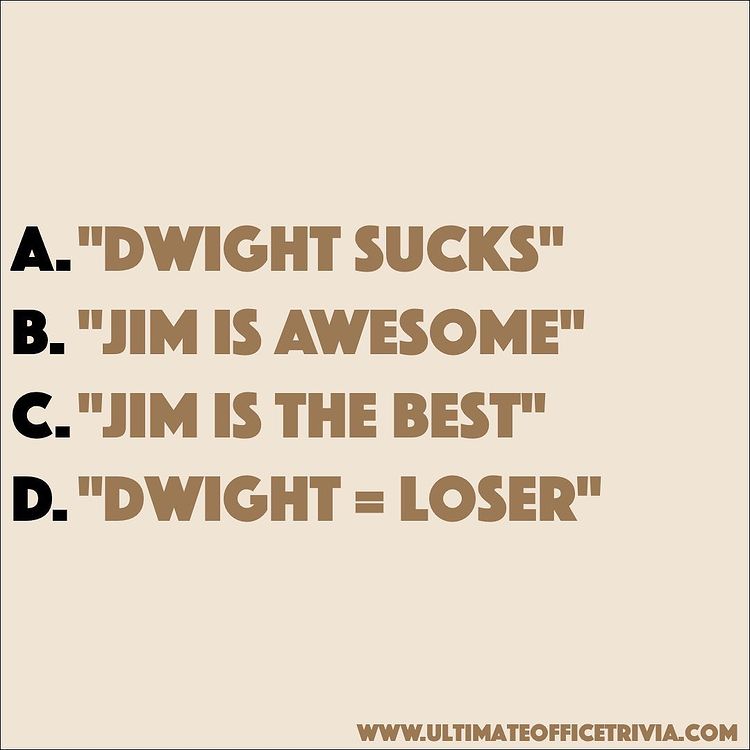 A. "DWIGHT SUCKS"
B. "JIM IS AWESOME"
C. "JIM IS THE BEST"
D. "DWIGHT = LOSER"
WWW.ULTIMATEOFFICETRIVIA.COM